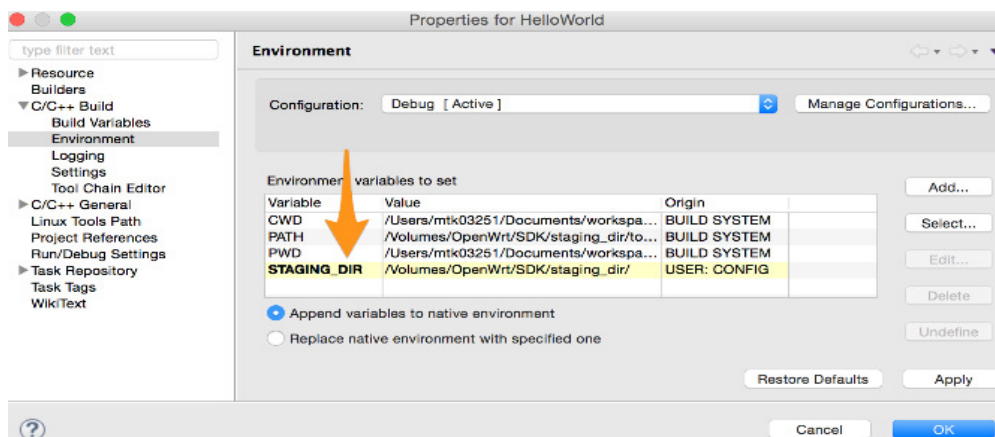 Properties for HelloWorld
type filter text
Resource
Builders
C/C++ Build
Build Variables
Environment
Logging
Settings
Tool Chain Editor
C/C++ General
Linux Tools Path
Project References
Run/Debug Settings
Task Repository
Task Tags
WikiText
Environment
Configuration: Debug [ Active ] Manage Configurations...
Environment variables to set
Variable Value Origin
CWD /Users/mtk03251/Documents/workspa... BUILD SYSTEM
PATH /Volumes/OpenWrt/SDK/staging_dir/to... BUILD SYSTEM
PWD /Users/mtk03251/Documents/workspa... BUILD SYSTEM
STAGING_DIR /Volumes/OpenWrt/SDK/staging_dir/ USER: CONFIG
Add...
Select...
Edit...
Delete
Undefine
Append variables to native environment
Replace native environment with specified one
Restore Defaults Apply
? Cancel OK